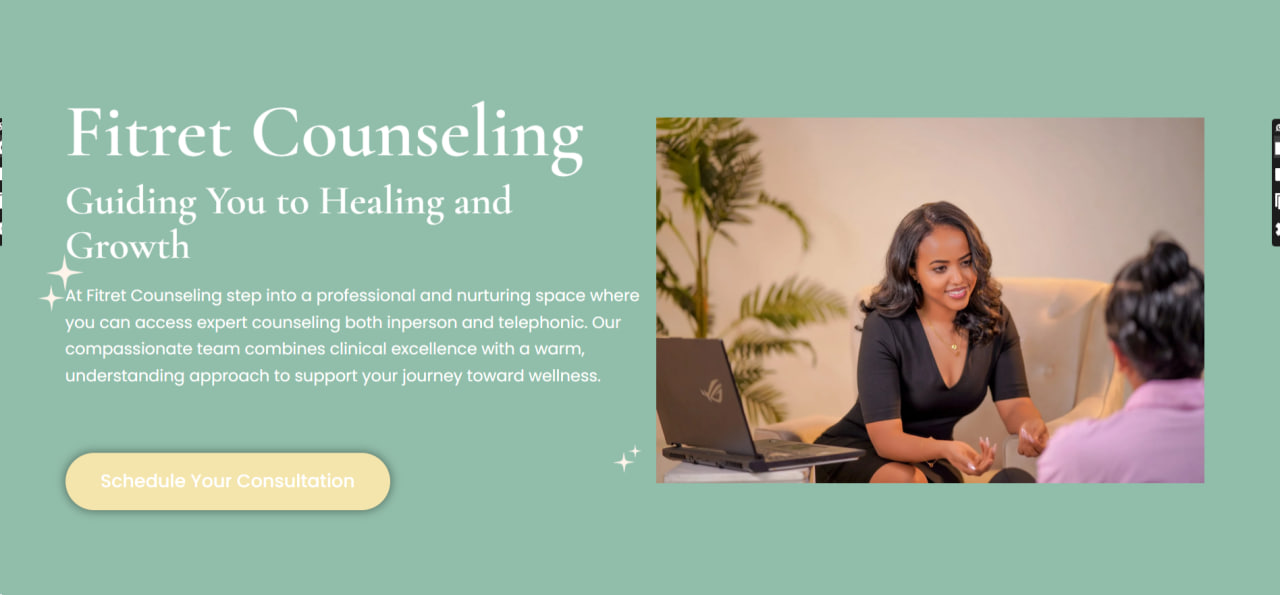 Fitret Counseling
Guiding You to Healing and
Growth
At Fitret Counseling step into a professional and nurturing space where
you can access expert counseling both inperson and telephonic. Our
compassionate team combines clinical excellence with a warm,
understanding approach to support your journey toward wellness.
Schedule Your Consultation